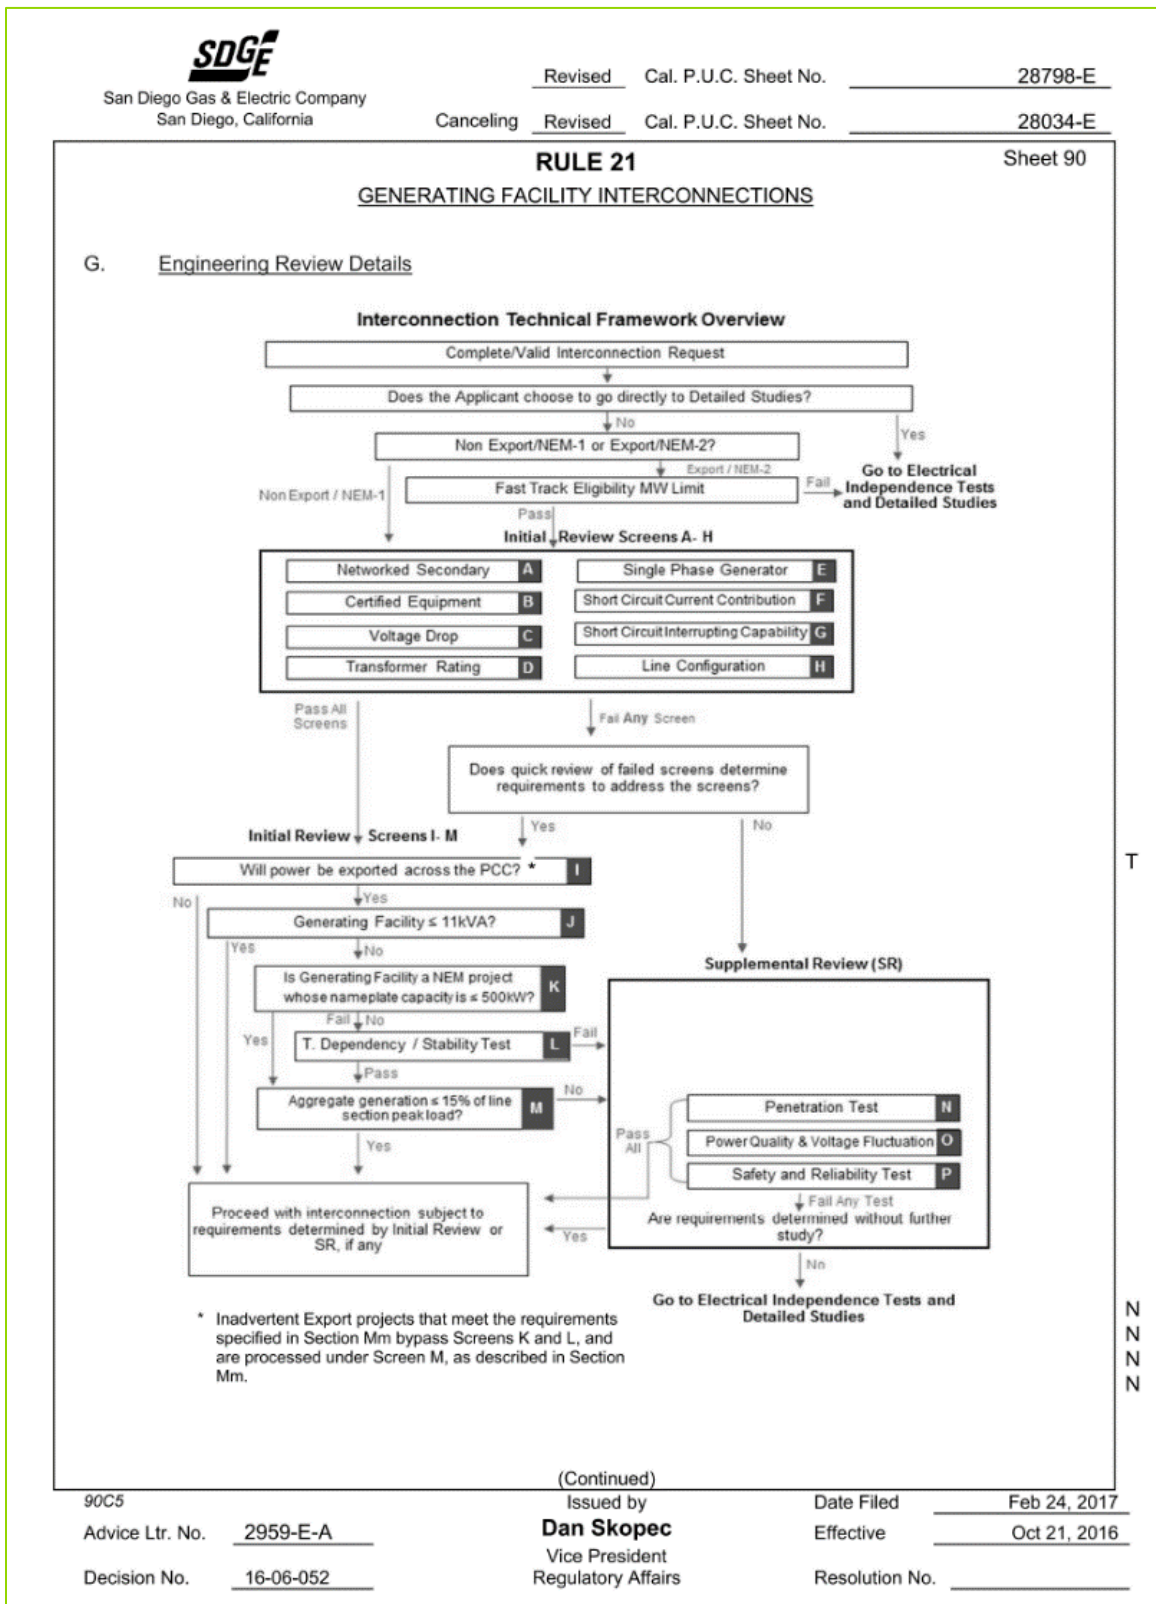 SDGE
Revised Cal. P.U.C. Sheet No. 28798-E
San Diego Gas & Electric Company
San Diego, California
Canceling Revised Cal. P.U.C. Sheet No. 28034-E
RULE 21
Sheet 90
GENERATING FACILITY INTERCONNECTIONS
G. Engineering Review Details
Interconnection Technical Framework Overview
Complete/Valid Interconnection Request
Does the Applicant choose to go directly to Detailed Studies?
No
Yes
Non Export/NEM-1 or Export/NEM-2?
Export / NEM-2
Non Export / NEM-1
Fast Track Eligibility MW Limit
Fail
Go to Electrical
Independence Tests
and Detailed Studies
Pass
Initial Review Screens A- H
Networked Secondary A
Single Phase Generator E
Certified Equipment B
Short Circuit Current Contribution F
Voltage Drop C
Short Circuit Interrupting Capability G
Transformer Rating D
Line Configuration H
Pass All
Screens
Fail Any Screen
Does quick review of failed screens determine
requirements to address the screens?
Yes
No
Initial Review Screens I- M
Will power be exported across the PCC? * I
T
No
Yes
Generating Facility ≤ 11kVA? J
Yes
No
Is Generating Facility a NEM project
whose nameplate capacity is ≤ 500kW?
K
Fail No
Yes
T. Dependency / Stability Test L
Fail
Pass
Aggregate generation ≤ 15% of line
section peak load?
M
No
Yes
Supplemental Review (SR)
Penetration Test N
Power Quality & Voltage Fluctuation O
Safety and Reliability Test P
Pass
All
Fail Any Test
Are requirements determined without further
study?
Yes
No
Proceed with interconnection subject to
requirements determined by Initial Review or
SR, if any
Go to Electrical Independence Tests and
Detailed Studies
* Inadvertent Export projects that meet the requirements
specified in Section Mm bypass Screens K and L, and
are processed under Screen M, as described in Section
Mm.
N
N
N
N
(Continued)
90C5
Issued by
Date Filed Feb 24, 2017
Advice Ltr. No. 2959-E-A
Dan Skopec
Effective Oct 21, 2016
Vice President
Decision No. 16-06-052
Regulatory Affairs
Resolution No.